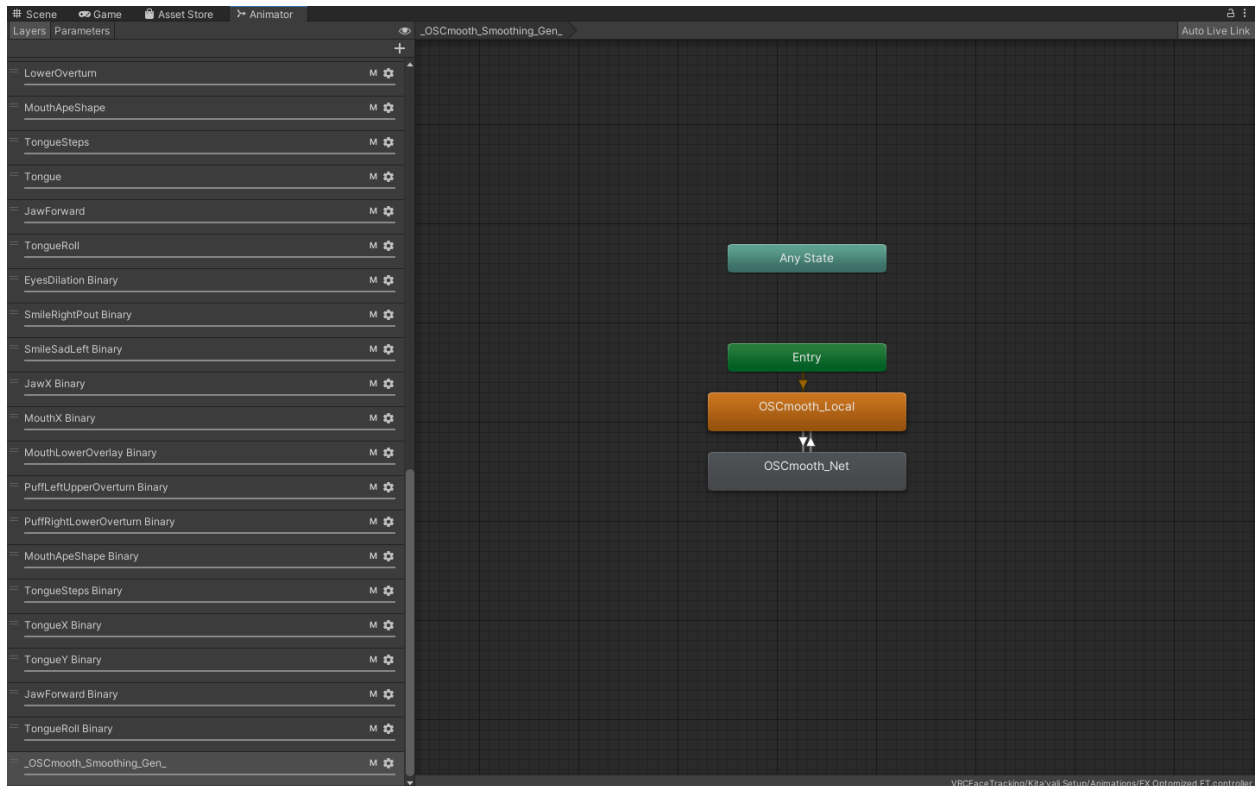 Scene Game Asset Store Animator
Layers Parameters _OSCmooth_Smoothing_Gen_ Auto Live Link
LowerOverturn M
MouthApeShape M
TongueSteps M
Tongue M
JawForward M
TongueRoll M
EyesDilation Binary M
SmileRightPout Binary M
SmileSadLeft Binary M
JawX Binary M
MouthX Binary M
MouthLowerOverlay Binary M
PuffLeftUpperOverturn Binary M
PuffRightLowerOverturn Binary M
MouthApeShape Binary M
TongueSteps Binary M
TongueX Binary M
TongueY Binary M
JawForward Binary M
TongueRoll Binary M
_OSCmooth_Smoothing_Gen_ M
Any State
Entry
OSCmooth_Local
OSCmooth_Net
VRCFaceTracking/Kita'vali Setup/Animations/FX Optomized FT.controller